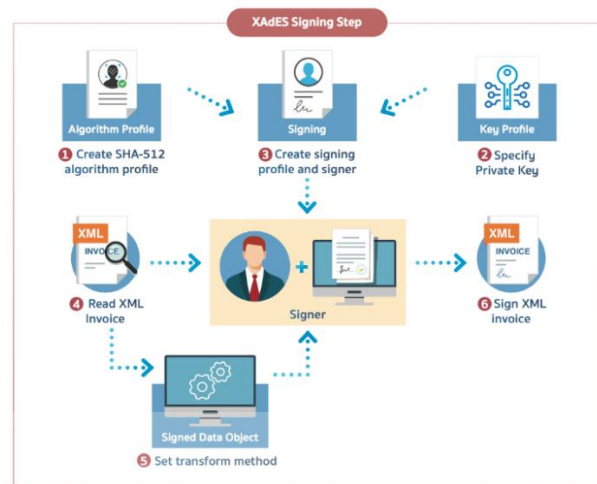 XAdES Signing Step
Algorithm Profile
Signing
Key Profile
1 Create SHA-512
algorithm profile
3 Create signing
profile and signer
2 Specify
Private Key
XML
INVOICE
4 Read XML
Invoice
Signer
XML
INVOICE
6 Sign XML
invoice
Signed Data Object
5 Set transform method